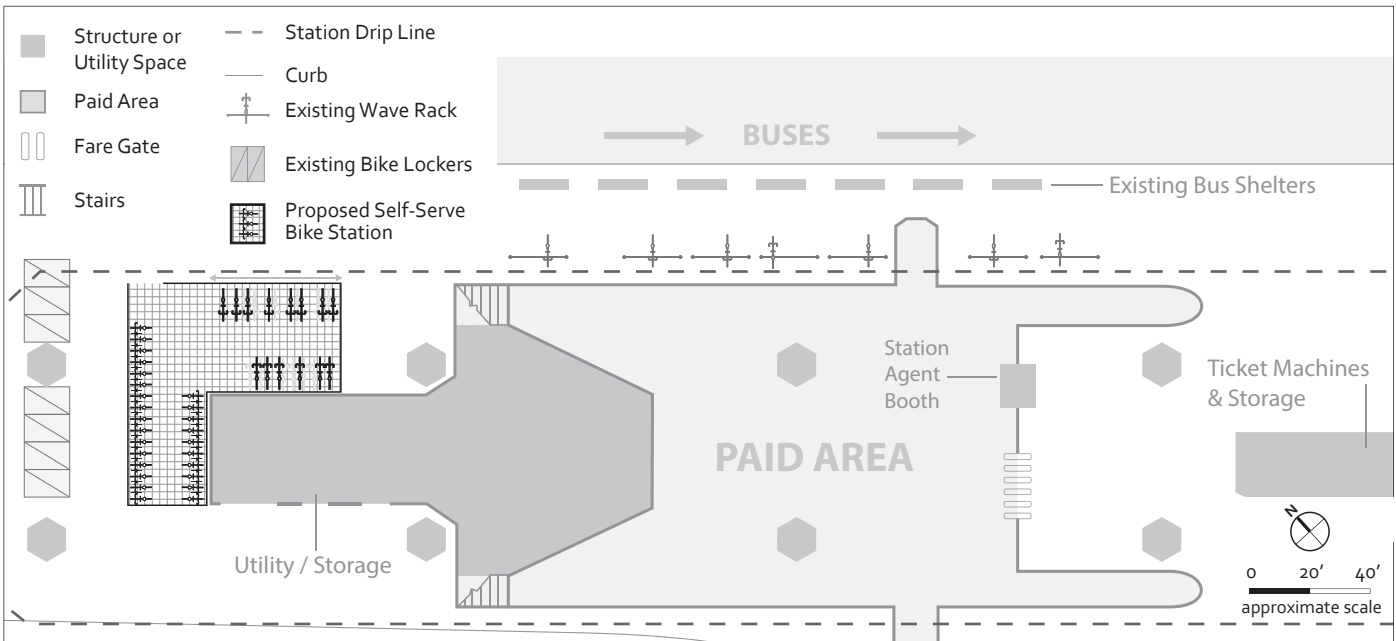 Structure or
Utility Space
Paid Area
Fare Gate
Stairs
Station Drip Line
Curb
Existing Wave Rack
Existing Bike Lockers
Proposed Self-Serve
Bike Station
BUSES
Existing Bus Shelters
Station
Agent
Booth
Ticket Machines
& Storage
PAID AREA
Utility / Storage
N
0 20′ 40′
approximate scale